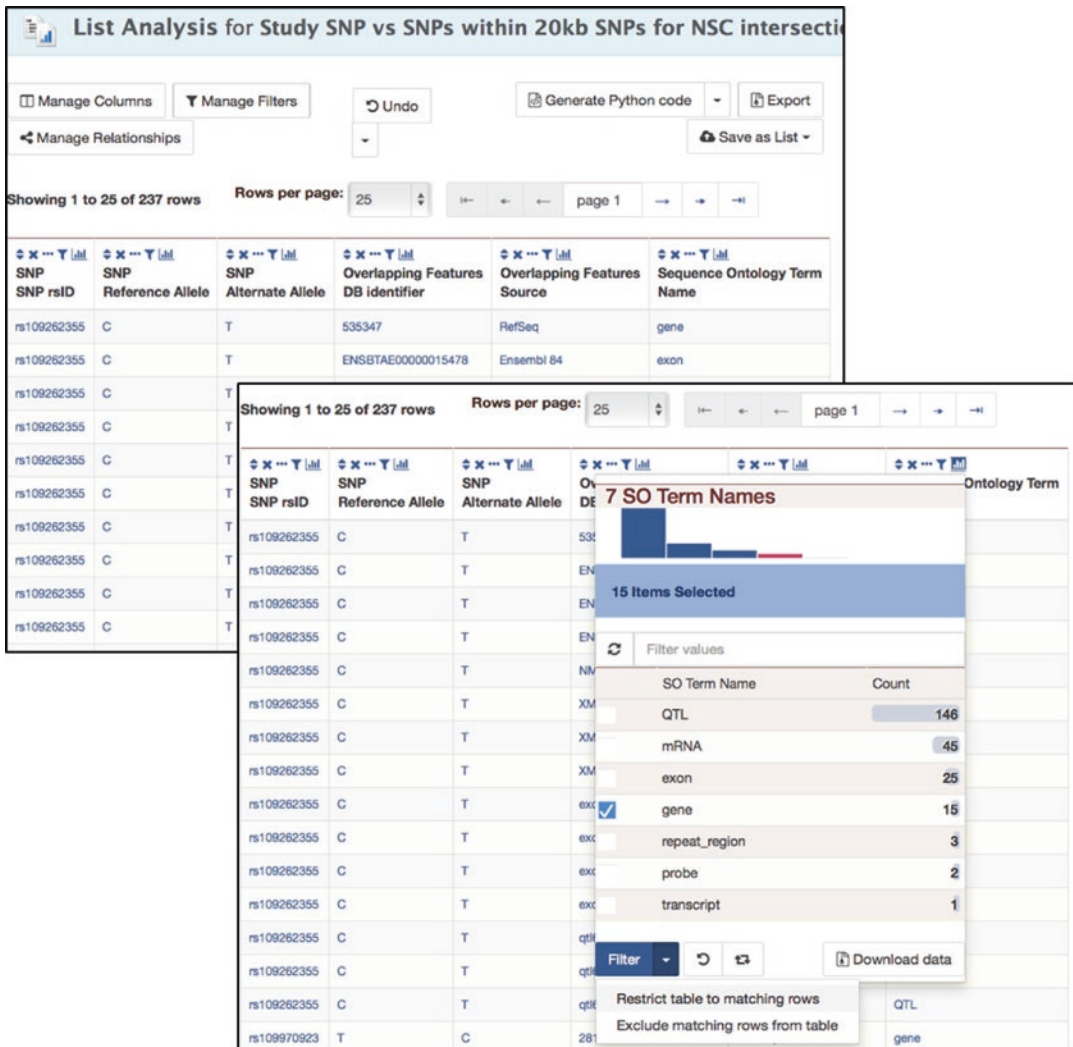 List Analysis for Study SNP vs SNPs within 20kb SNPs for NSC
Manage Columns Manage Filters Undo Generate Python code Export
Manage Relationships Save as List
Showing 1 to 25 of 237 rows Rows per page: 25 page 1
SNP SNP SNP Overlapping Features Overlapping Features Sequence Ontology Term
SNP rsID Reference Allele Alternate Allele DB identifier Source Name
rs109262355 C T 535347 RefSeq gene
rs109262355 C T ENSBTAE00000015478 Ensembl 84 exon
rs109262355 C T
rs109262355 C T
rs109262355 C T
rs109262355 C T
rs109262355 C T
rs109262355 C T
rs109262355 C T
rs109262355 C T
Showing 1 to 25 of 237 rows Rows per page: 25 page 1
SNP SNP SNP Ontology Term
SNP rsID Reference Allele Alternate Allele
rs109262355 C T
rs109262355 C T
rs109262355 C T
rs109262355 C T
rs109262355 C T
rs109262355 C T
rs109262355 C T
rs109262355 C T
rs109262355 C T
rs109262355 C T
rs109262355 C T
rs109262355 C T
rs109262355 C T
rs109262355 C T
rs109262355 C T QTL
rs109970923 T C 281 gene
7 SO Term Names
15 Items Selected
Filter values
SO Term Name Count
QTL 146
mRNA 45
exon 25
gene 15
repeat_region 3
probe 2
transcript 1
Filter Download data
Restrict table to matching rows
Exclude matching rows from table